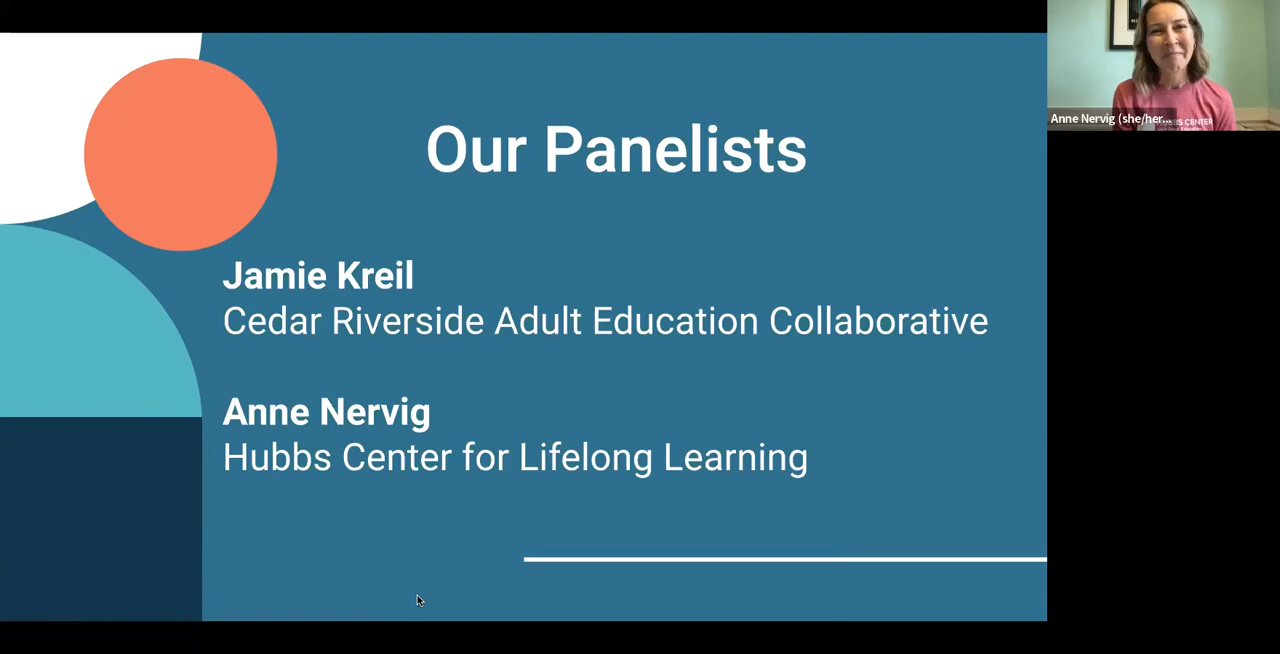 Our Panelists
Anne Nervig (she/her...
Jamie Kreil
Cedar Riverside Adult Education Collaborative
Anne Nervig
Hubbs Center for Lifelong Learning